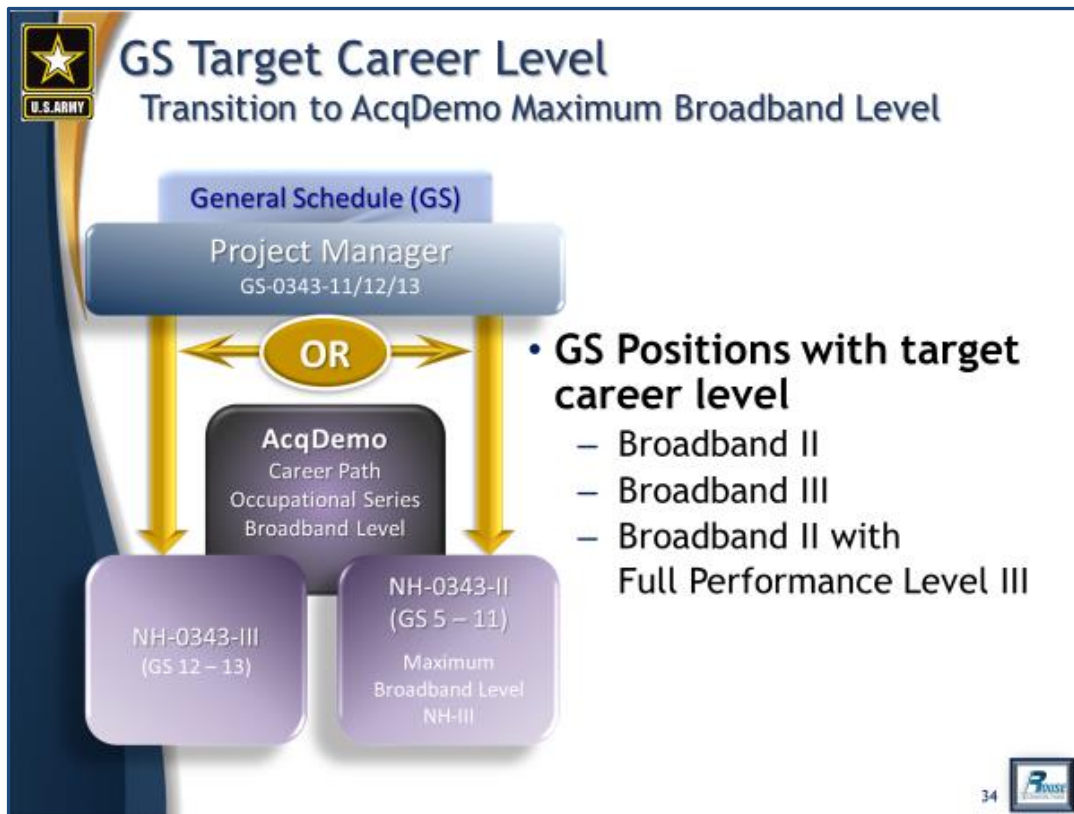 U.S.ARMY
GS Target Career Level
Transition to AcqDemo Maximum Broadband Level
General Schedule (GS)
Project Manager
GS-0343-11/12/13
OR
AcqDemo
Career Path
Occupational Series
Broadband Level
NH-0343-III
(GS 12 – 13)
NH-0343-II
(GS 5 – 11)
Maximum
Broadband Level
NH-III
• GS Positions with target
career level
– Broadband II
– Broadband III
– Broadband II with
Full Performance Level III
34